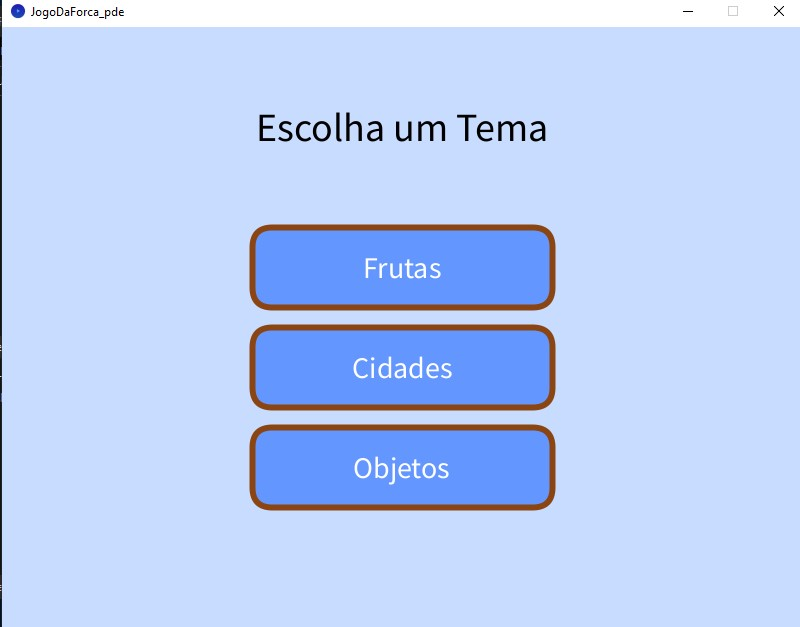 JogoDaForca_pde
Escolha um Tema
Frutas
Cidades
Objetos